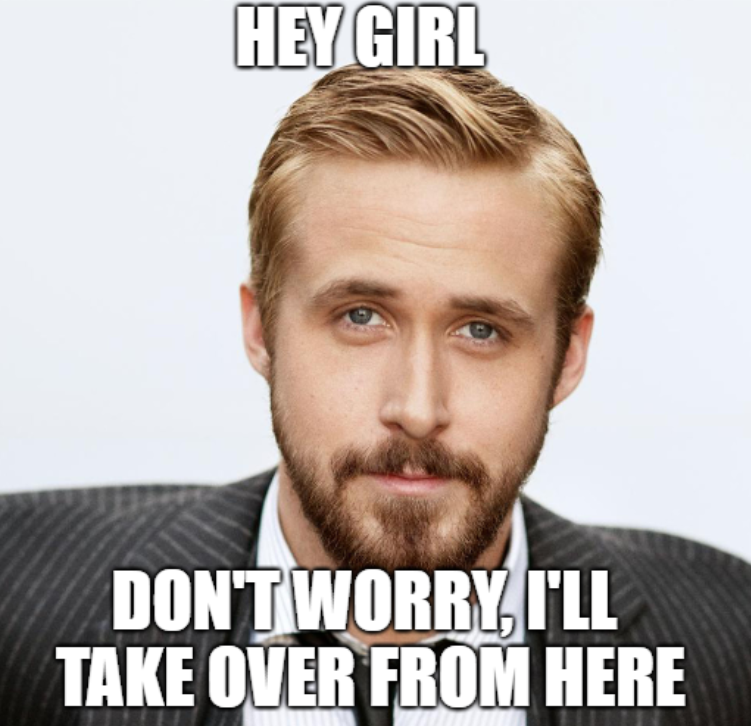 HEY GIRL
DON'T WORRY, I'LL
TAKE OVER FROM HERE